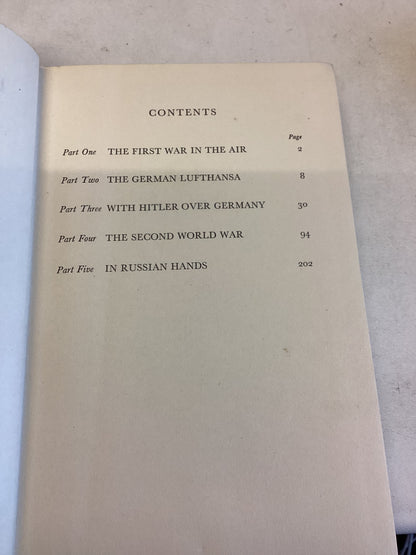 CONTENTS
Page
Part One THE FIRST WAR IN THE AIR 2
Part Two THE GERMAN LUFTHANSA 8
Part Three WITH HITLER OVER GERMANY 30
Part Four THE SECOND WORLD WAR 94
Part Five IN RUSSIAN HANDS 202